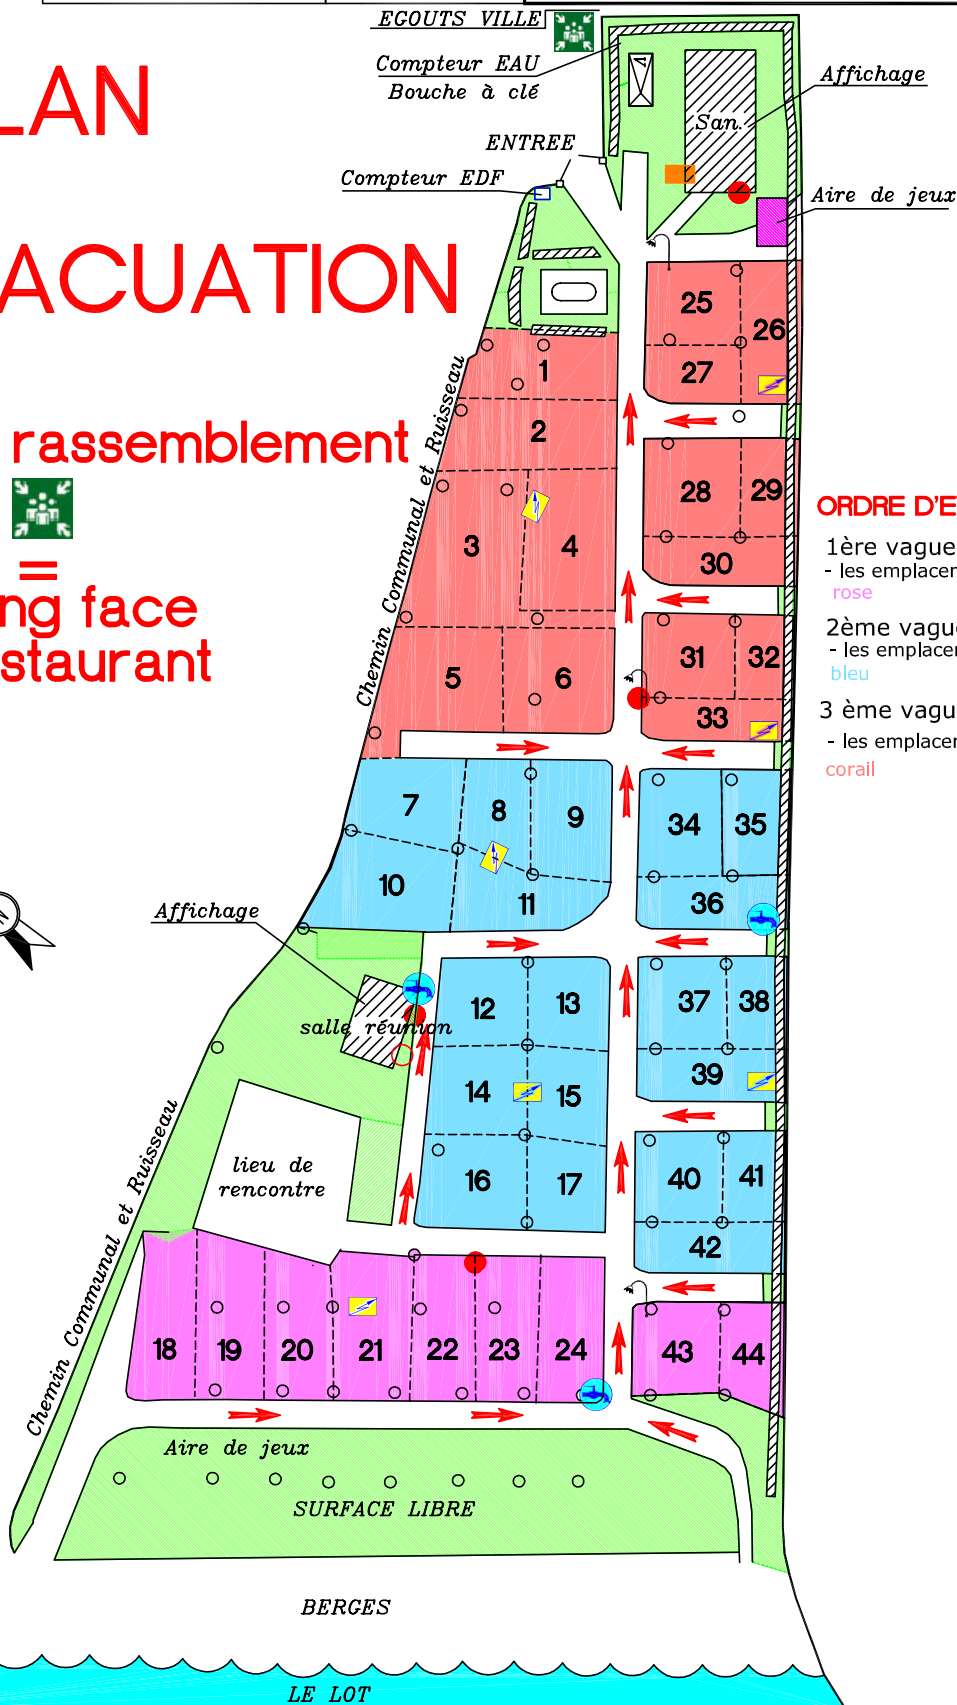 EGOUTS VILLE
Compteur EAU
Bouche à clé
Affichage
San.
ENTREE
Compteur EDF
Aire de jeux
LAN
ACUATION
rassemblement
=
ng face
staurant
Chemin Communal et Ruisseau
25
26
27
1
2
28
29
3
4
30
31
32
5
6
33
ORDRE D'E
1ère vague
- les emplacer
rose
2ème vague
- les emplacer
bleu
3 ème vagu
- les emplacer
corail
7
8
9
34
35
10
11
36
N
Affichage
salle réunion
12
13
37
38
14
15
39
16
17
40
41
42
lieu de
rencontre
Chemin Communal et Ruisseau
18
19
20
21
22
23
24
43
44
Aire de jeux
SURFACE LIBRE
BERGES
LE LOT